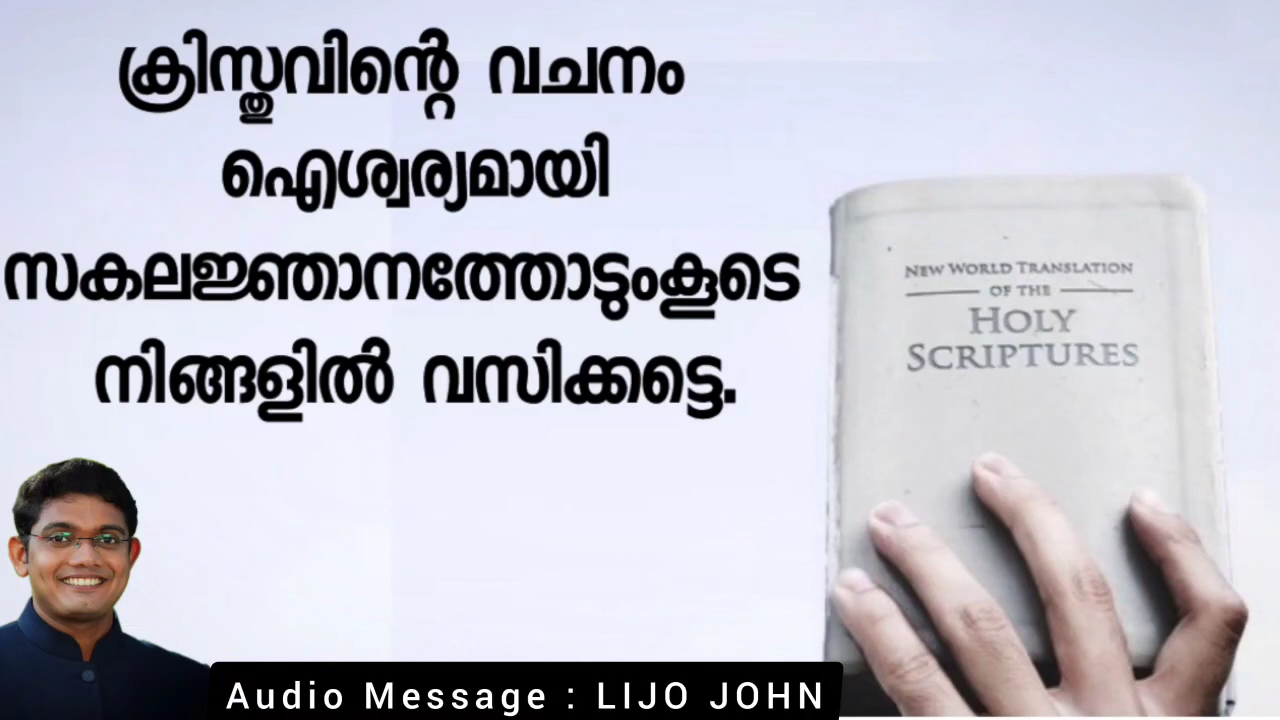 ക്രിസ്തുവിന്റെ വചനം
ഐശ്വര്യമായി
സകലജ്ഞാനത്തോടുംകൂടെ
നിങ്ങളിൽ വസിക്കട്ടെ.
NEW WORLD TRANSLATION
OF THE
HOLY
SCRIPTURES
Audio Message : LIJO JOHN